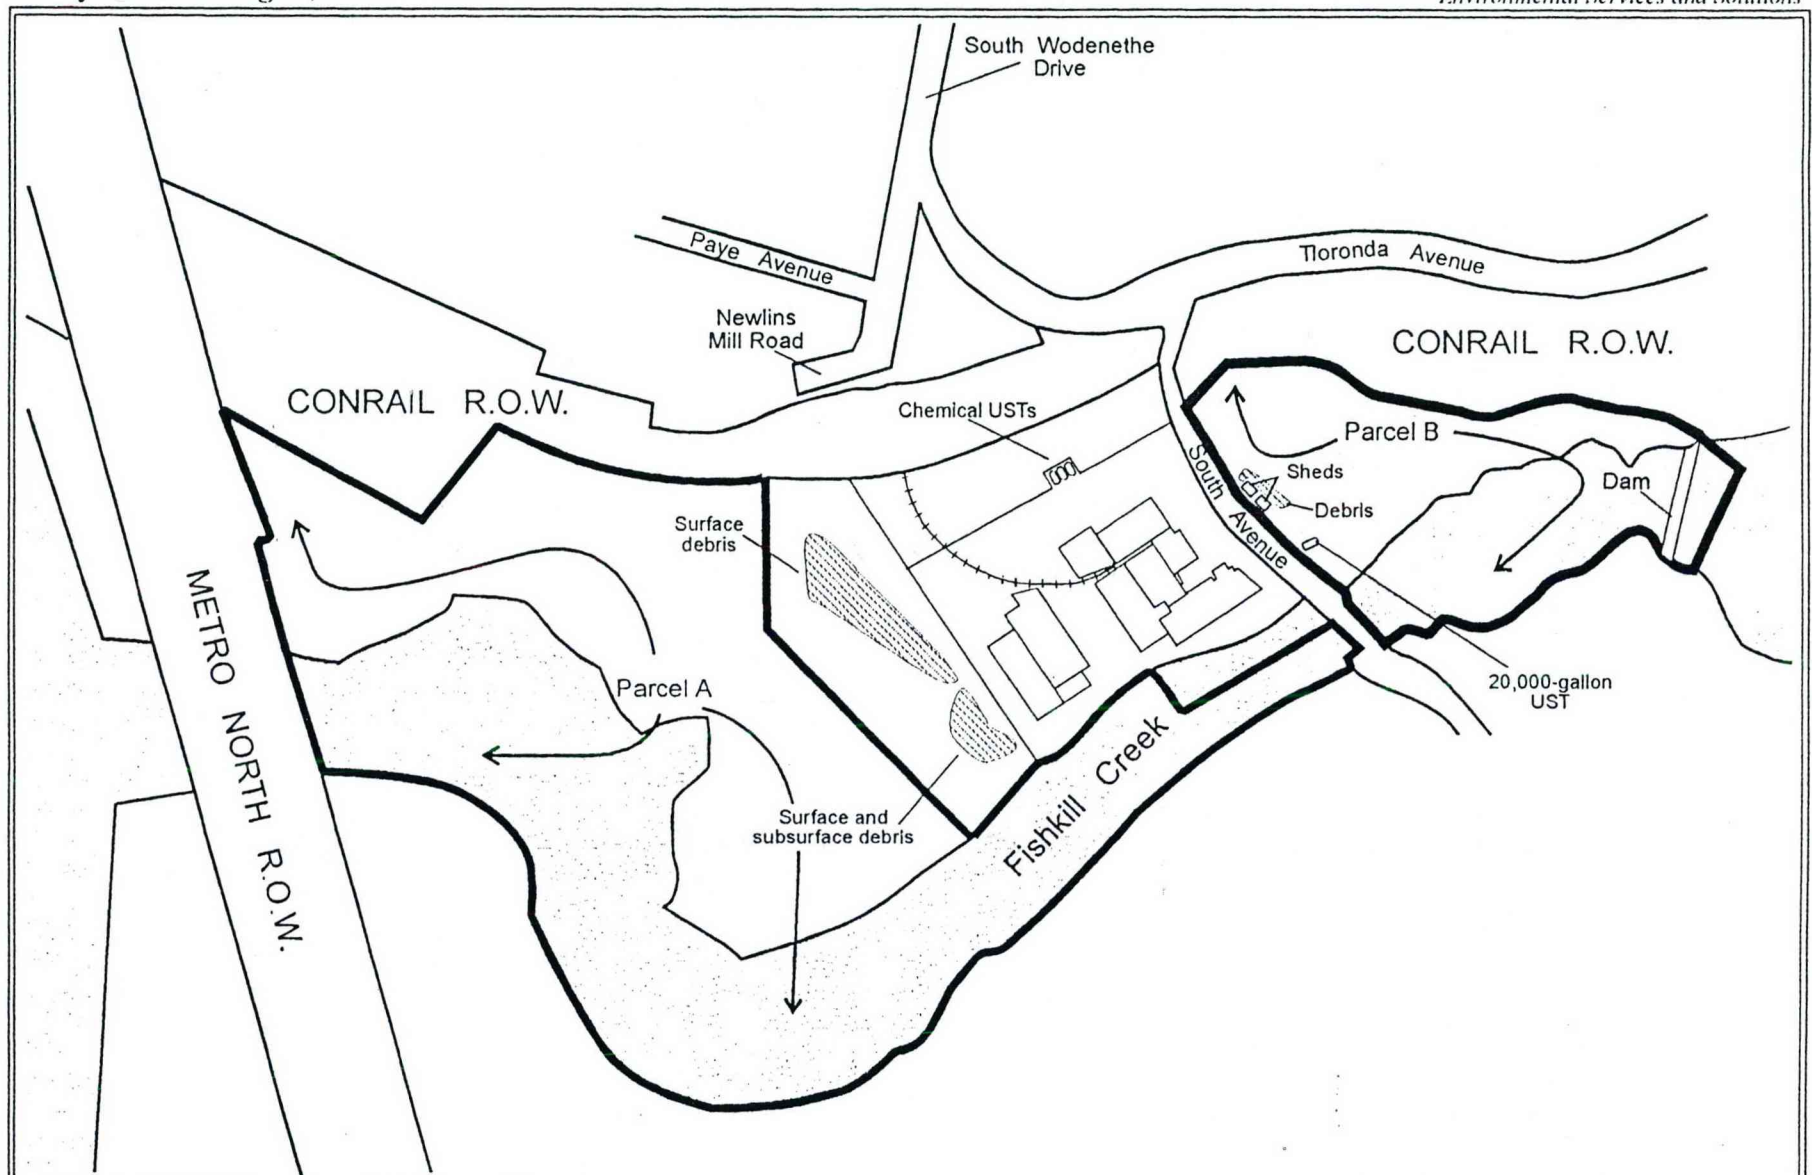 Environmental Services and Solutions
South Wodenethe
Drive
Paye Avenue
Tioronda Avenue
Newlins
Mill Road
CONRAIL R.O.W.
CONRAIL R.O.W.
Chemical USTs
Parcel B
South Avenue
Sheds
Dam
Debris
Surface
debris
METRO NORTH R.O.W.
Parcel A
20,000-gallon
UST
Fishkill Creek
Surface and
subsurface debris